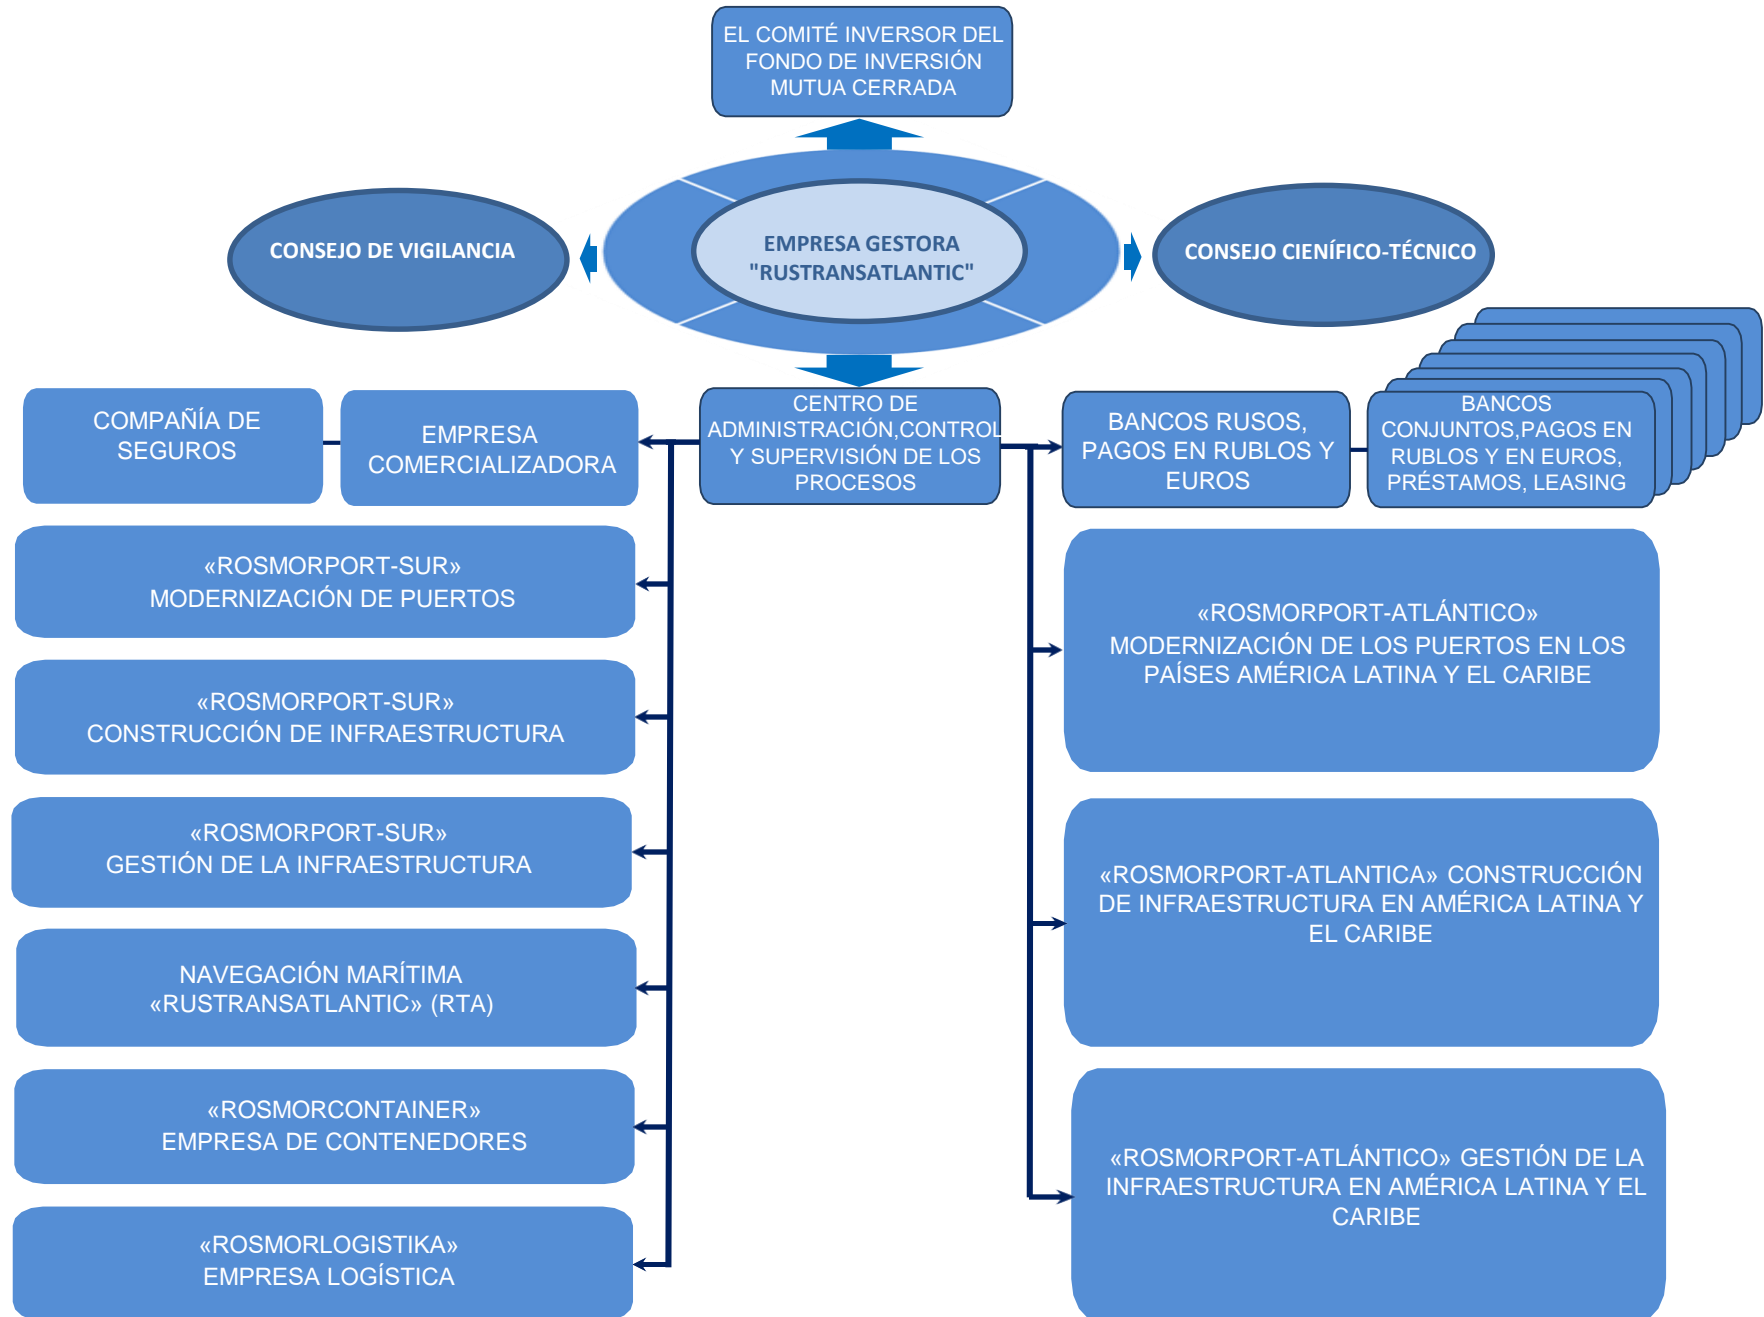 EL COMITÉ INVERSOR DEL
FONDO DE INVERSIÓN
MUTUA CERRADA
CONSEJO DE VIGILANCIA
EMPRESA GESTORA
"RUSTRANSATLANTIC"
CONSEJO CIENÍFICO-TÉCNICO
COMPAÑÍA DE
SEGUROS
EMPRESA
COMERCIALIZADORA
CENTRO DE
ADMINISTRACIÓN,CONTROL
Y SUPERVISIÓN DE LOS
PROCESOS
BANCOS RUSOS,
PAGOS EN RUBLOS Y
EUROS
BANCOS
CONJUNTOS,PAGOS EN
RUBLOS Y EN EUROS,
PRÉSTAMOS, LEASING
«ROSMORPORT-SUR»
MODERNIZACIÓN DE PUERTOS
«ROSMORPORT-SUR»
CONSTRUCCIÓN DE INFRAESTRUCTURA
«ROSMORPORT-SUR»
GESTIÓN DE LA INFRAESTRUCTURA
NAVEGACIÓN MARÍTIMA
«RUSTRANSATLANTIC» (RTA)
«ROSMORCONTAINER»
EMPRESA DE CONTENEDORES
«ROSMORLOGISTIKA»
EMPRESA LOGÍSTICA
«ROSMORPORT-ATLÁNTICO»
MODERNIZACIÓN DE LOS PUERTOS EN LOS
PAÍSES AMÉRICA LATINA Y EL CARIBE
«ROSMORPORT-ATLANTICA» CONSTRUCCIÓN
DE INFRAESTRUCTURA EN AMÉRICA LATINA Y
EL CARIBE
«ROSMORPORT-ATLÁNTICO» GESTIÓN DE LA
INFRAESTRUCTURA EN AMÉRICA LATINA Y EL
CARIBE